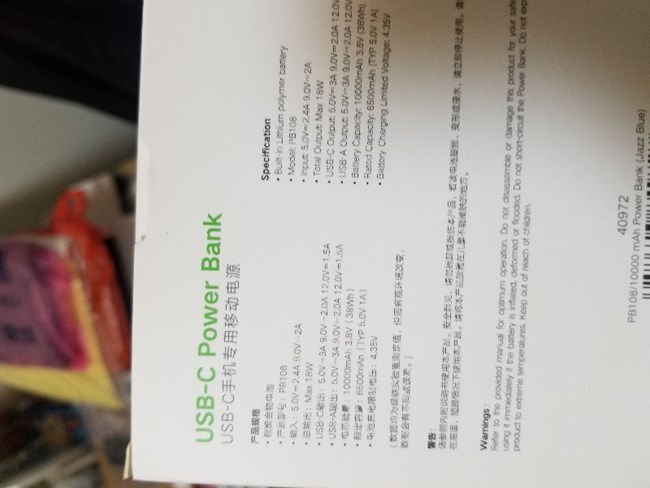 USB-C Power Bank
USB-C手机专用移动电源
产品规格
• 产品型号：PB108
• 输入：5.0V⎓2.4A 9.0V⎓2A
• 总输出：Max 18W
• USB-C输出：5.0V⎓3A 9.0V⎓2.0A 12.0V⎓1.5A
• USB-A输出：5.0V⎓3A 9.0V⎓2.0A 12.0V⎓1.5A
• 电芯容量：10000mAh 3.8V (38Wh)
• 额定容量：6500mAh (TYP 5.0V 1A)
• 电池充电限制电压：4.35V
Specification
• Built-in Lithium polymer battery
• Model: PB108
• Input: 5.0V⎓2.4A 9.0V⎓2A
• Total Output: Max 18W
• USB-C Output: 5.0V⎓3A 9.0V⎓2.0A 12.0V
• USB-A Output: 5.0V⎓3A 9.0V⎓2.0A 12.0V
• Battery Capacity: 10000mAh 3.8V (38Wh)
• Rated Capacity: 6500mAh (TYP 5.0V 1A)
• Battery Charging Limited Voltage: 4.35V
警告：
Warnings:
Refer to the provided manual for optimum operation. Do not disassemble or damage this product for your safe
using it immediately if the battery is inflated, deformed or flooded. Do not short-circuit the Power Bank. Do not exp
product to extreme temperatures. Keep out of reach of children.
40972
PB108/10000 mAh Power Bank (Jazz Blue)